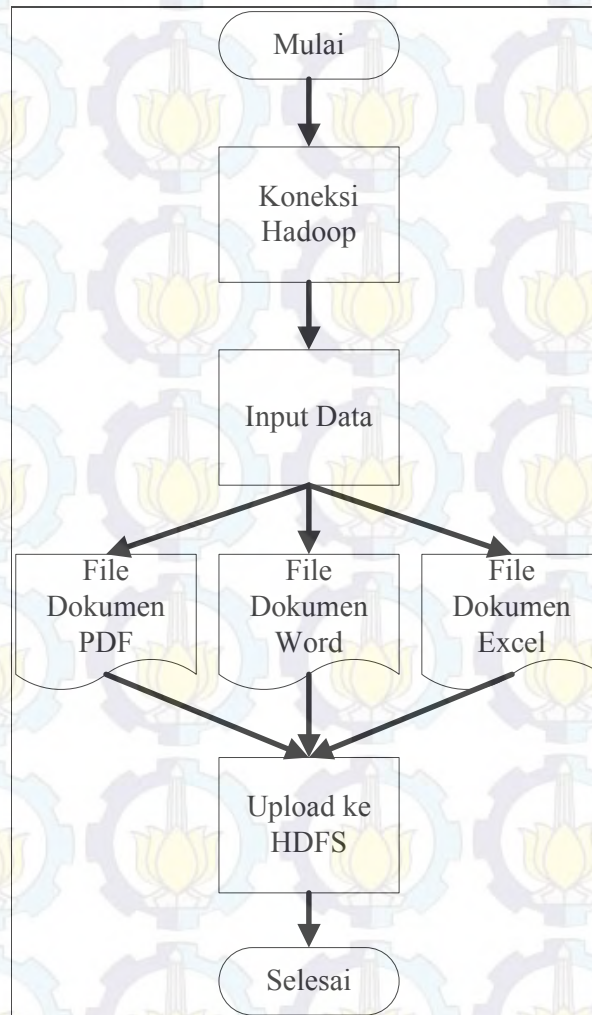 Mulai
Koneksi
Hadoop
Input Data
File
Dokumen
PDF
File
Dokumen
Word
File
Dokumen
Excel
Upload ke
HDFS
Selesai